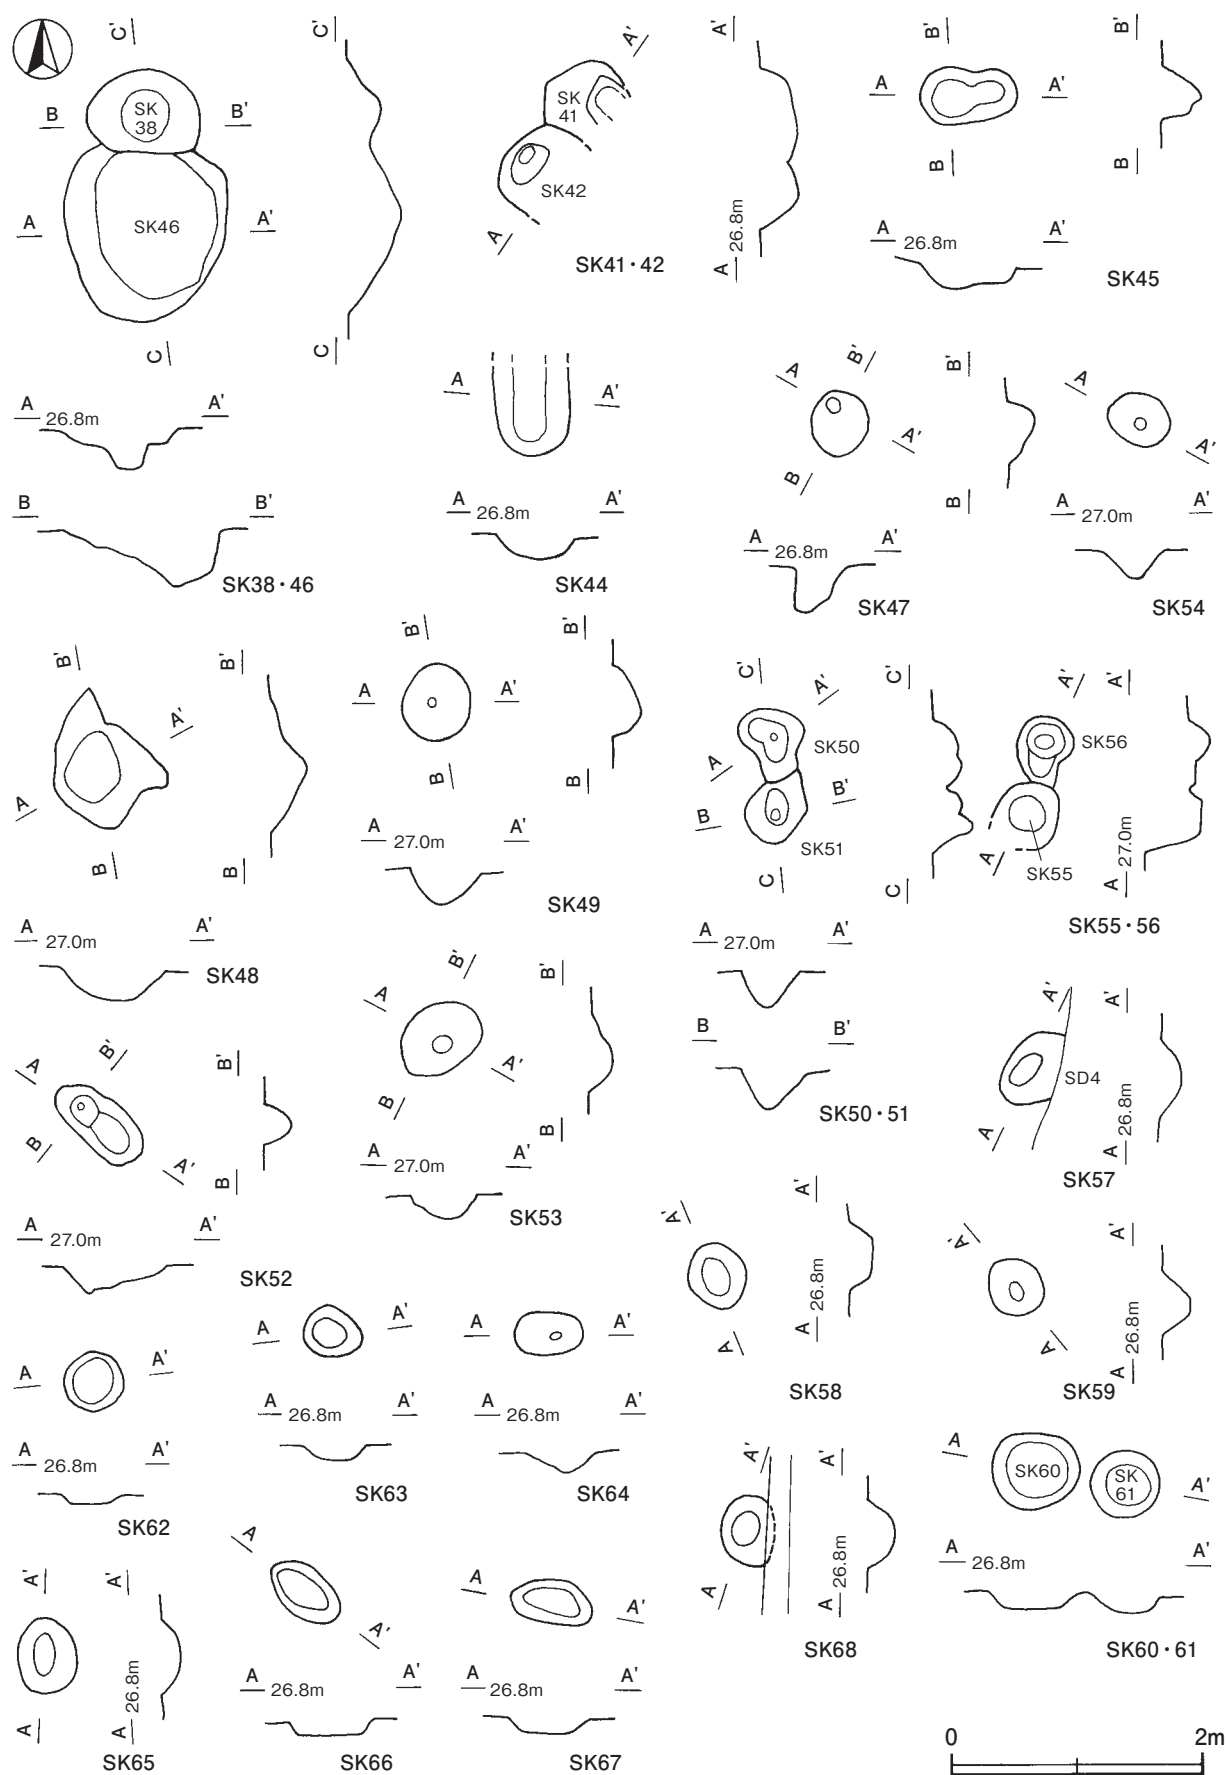 C'
B
SK
38
B'
A
SK46
A'
C
C'
C
A 26.8m A'
B B'
SK38・46
A'
SK
41
SK42
A
SK41・42
A'
A 26.8m
B'
A A'
B
B'
B
A 26.8m A'
SK45
A A'
A 26.8m A'
SK44
B'
A
A'
B
B'
B
A 26.8m A'
SK47
A
A'
A 27.0m A'
SK54
B'
A'
A
B
B'
B
A 27.0m A'
SK48
B'
A A'
B
B'
B
A 27.0m A'
SK49
C'
A'
SK50
A
B'
B
SK51
C
C'
C
A 27.0m A'
B B'
SK50・51
A'
SK56
A
SK55
A'
A 27.0m
SK55・56
A
B'
B
A'
B'
B
A 27.0m A'
SK52
B'
A
A'
B
B'
B
A 27.0m A'
SK53
A'
SD4
A
A'
A 26.8m
SK57
A'
A
A'
A 26.8m
SK58
A'
A
A'
A 26.8m
SK59
A A'
A 26.8m A'
SK62
A A'
A 26.8m A'
SK63
A A'
A 26.8m A'
SK64
A'
A
A'
A 26.8m
SK68
A
SK60
SK
61
A'
A 26.8m A'
SK60・61
A'
A
A'
A 26.8m
SK65
A
A'
A 26.8m A'
SK66
A
A'
A 26.8m A'
SK67
0 2m